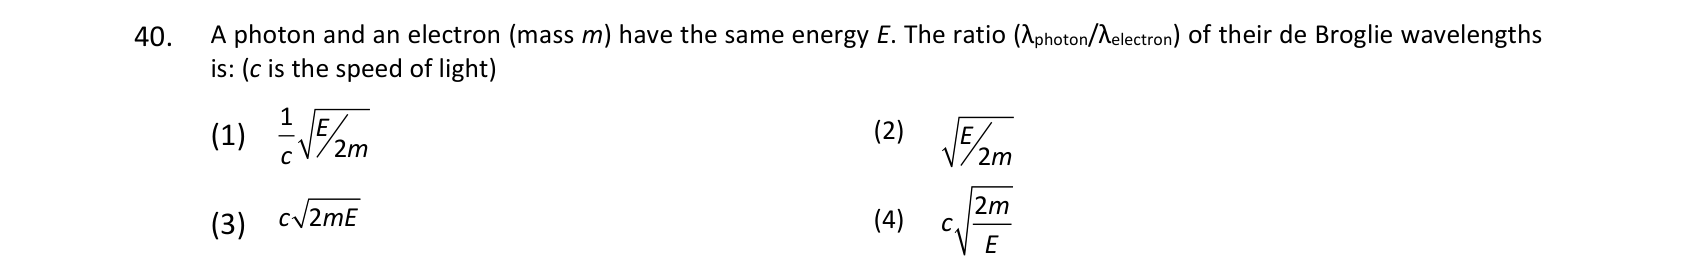 40. A photon and an electron (mass m) have the same energy E. The ratio (λphoton/λelectron) of their de Broglie wavelengths
is: (c is the speed of light)
(1) 1/c √(E/2m) (2) √(E/2m)
(3) c√(2mE) (4) c√(2m/E)